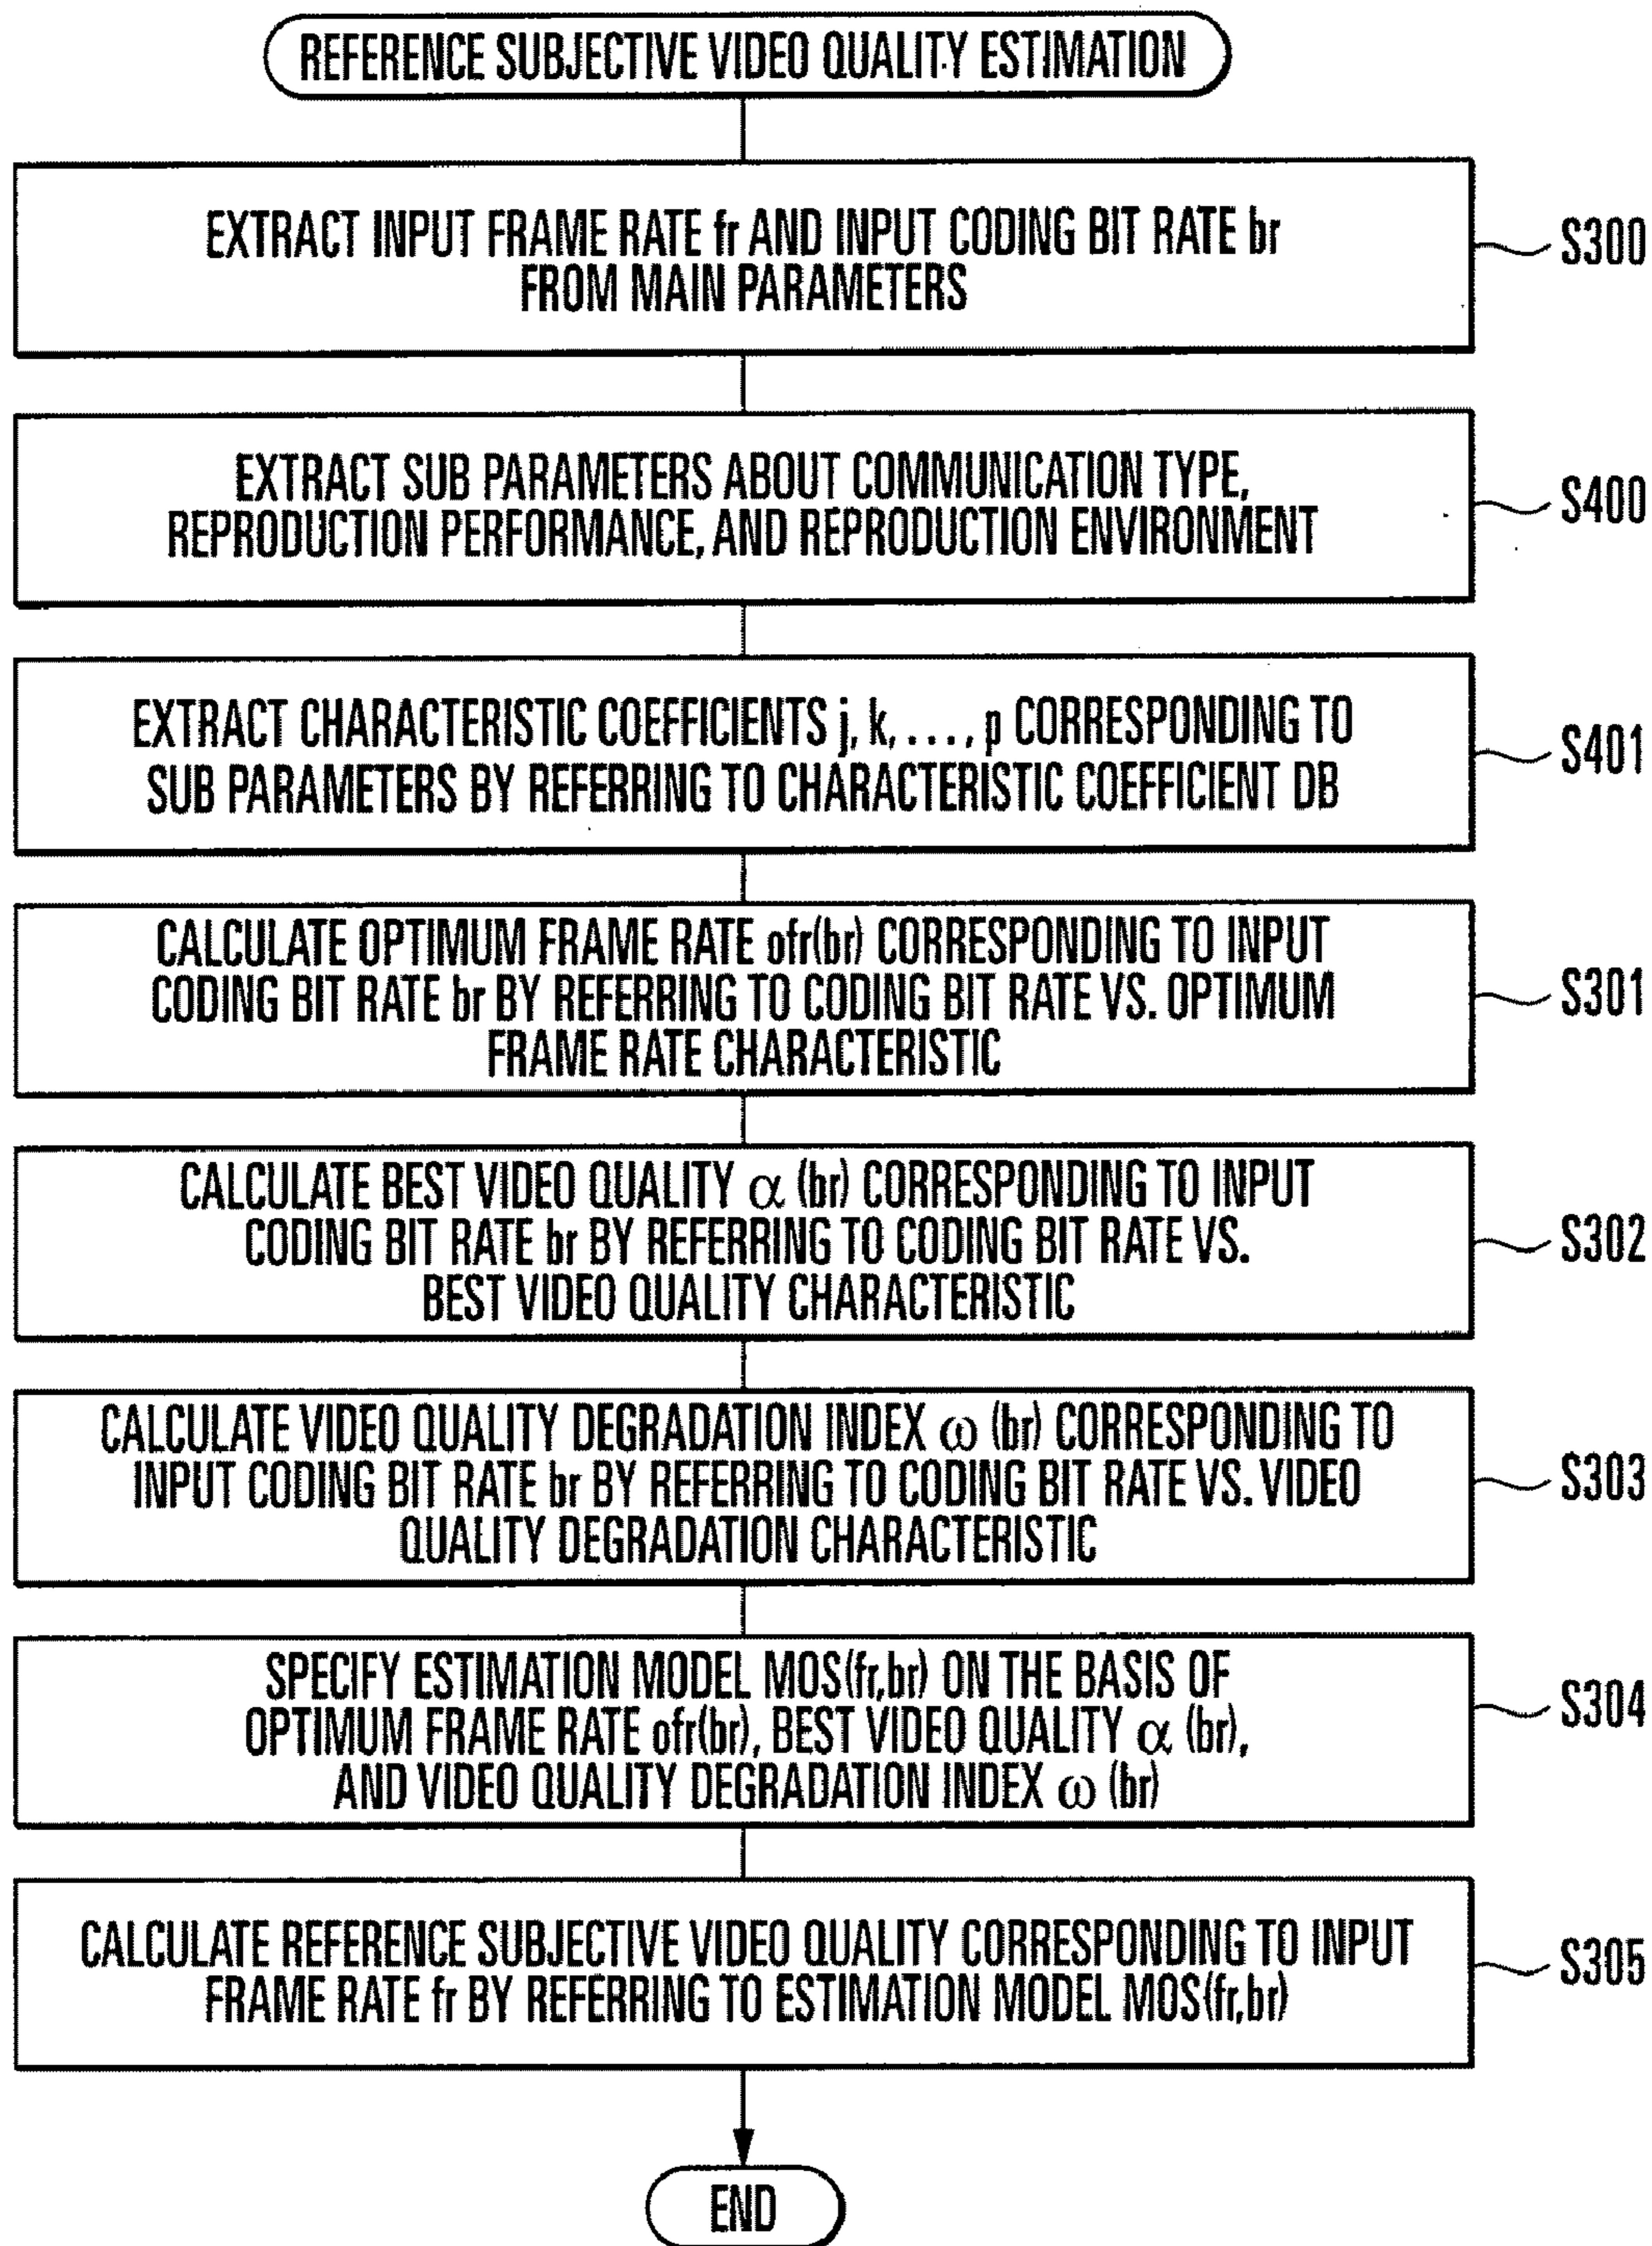 REFERENCE SUBJECTIVE VIDEO QUALITY ESTIMATION
EXTRACT INPUT FRAME RATE fr AND INPUT CODING BIT RATE br
FROM MAIN PARAMETERS
S300
EXTRACT SUB PARAMETERS ABOUT COMMUNICATION TYPE,
REPRODUCTION PERFORMANCE, AND REPRODUCTION ENVIRONMENT
S400
EXTRACT CHARACTERISTIC COEFFICIENTS j, k, ..., p CORRESPONDING TO
SUB PARAMETERS BY REFERRING TO CHARACTERISTIC COEFFICIENT DB
S401
CALCULATE OPTIMUM FRAME RATE ofr(br) CORRESPONDING TO INPUT
CODING BIT RATE br BY REFERRING TO CODING BIT RATE VS. OPTIMUM
FRAME RATE CHARACTERISTIC
S301
CALCULATE BEST VIDEO QUALITY α (br) CORRESPONDING TO INPUT
CODING BIT RATE br BY REFERRING TO CODING BIT RATE VS.
BEST VIDEO QUALITY CHARACTERISTIC
S302
CALCULATE VIDEO QUALITY DEGRADATION INDEX ω (br) CORRESPONDING TO
INPUT CODING BIT RATE br BY REFERRING TO CODING BIT RATE VS. VIDEO
QUALITY DEGRADATION CHARACTERISTIC
S303
SPECIFY ESTIMATION MODEL MOS(fr,br) ON THE BASIS OF
OPTIMUM FRAME RATE ofr(br), BEST VIDEO QUALITY α (br),
AND VIDEO QUALITY DEGRADATION INDEX ω (br)
S304
CALCULATE REFERENCE SUBJECTIVE VIDEO QUALITY CORRESPONDING TO INPUT
FRAME RATE fr BY REFERRING TO ESTIMATION MODEL MOS(fr,br)
S305
END